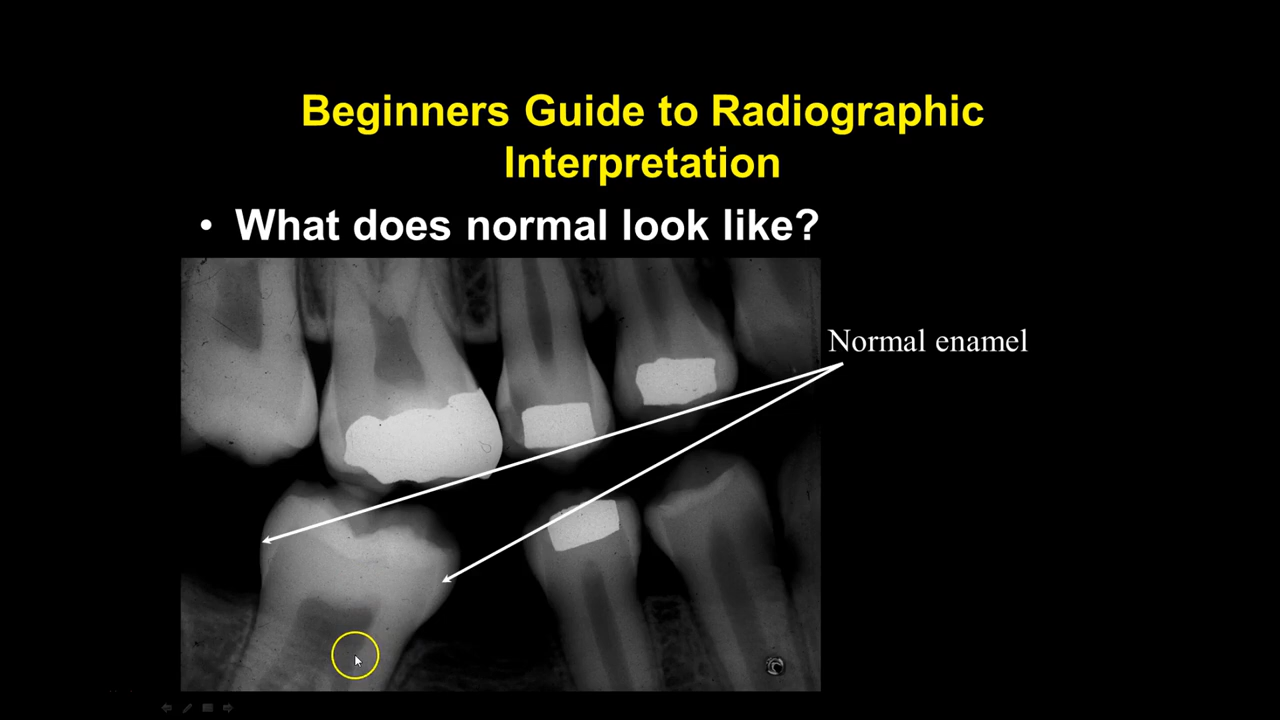 Beginners Guide to Radiographic
Interpretation
• What does normal look like?
Normal enamel